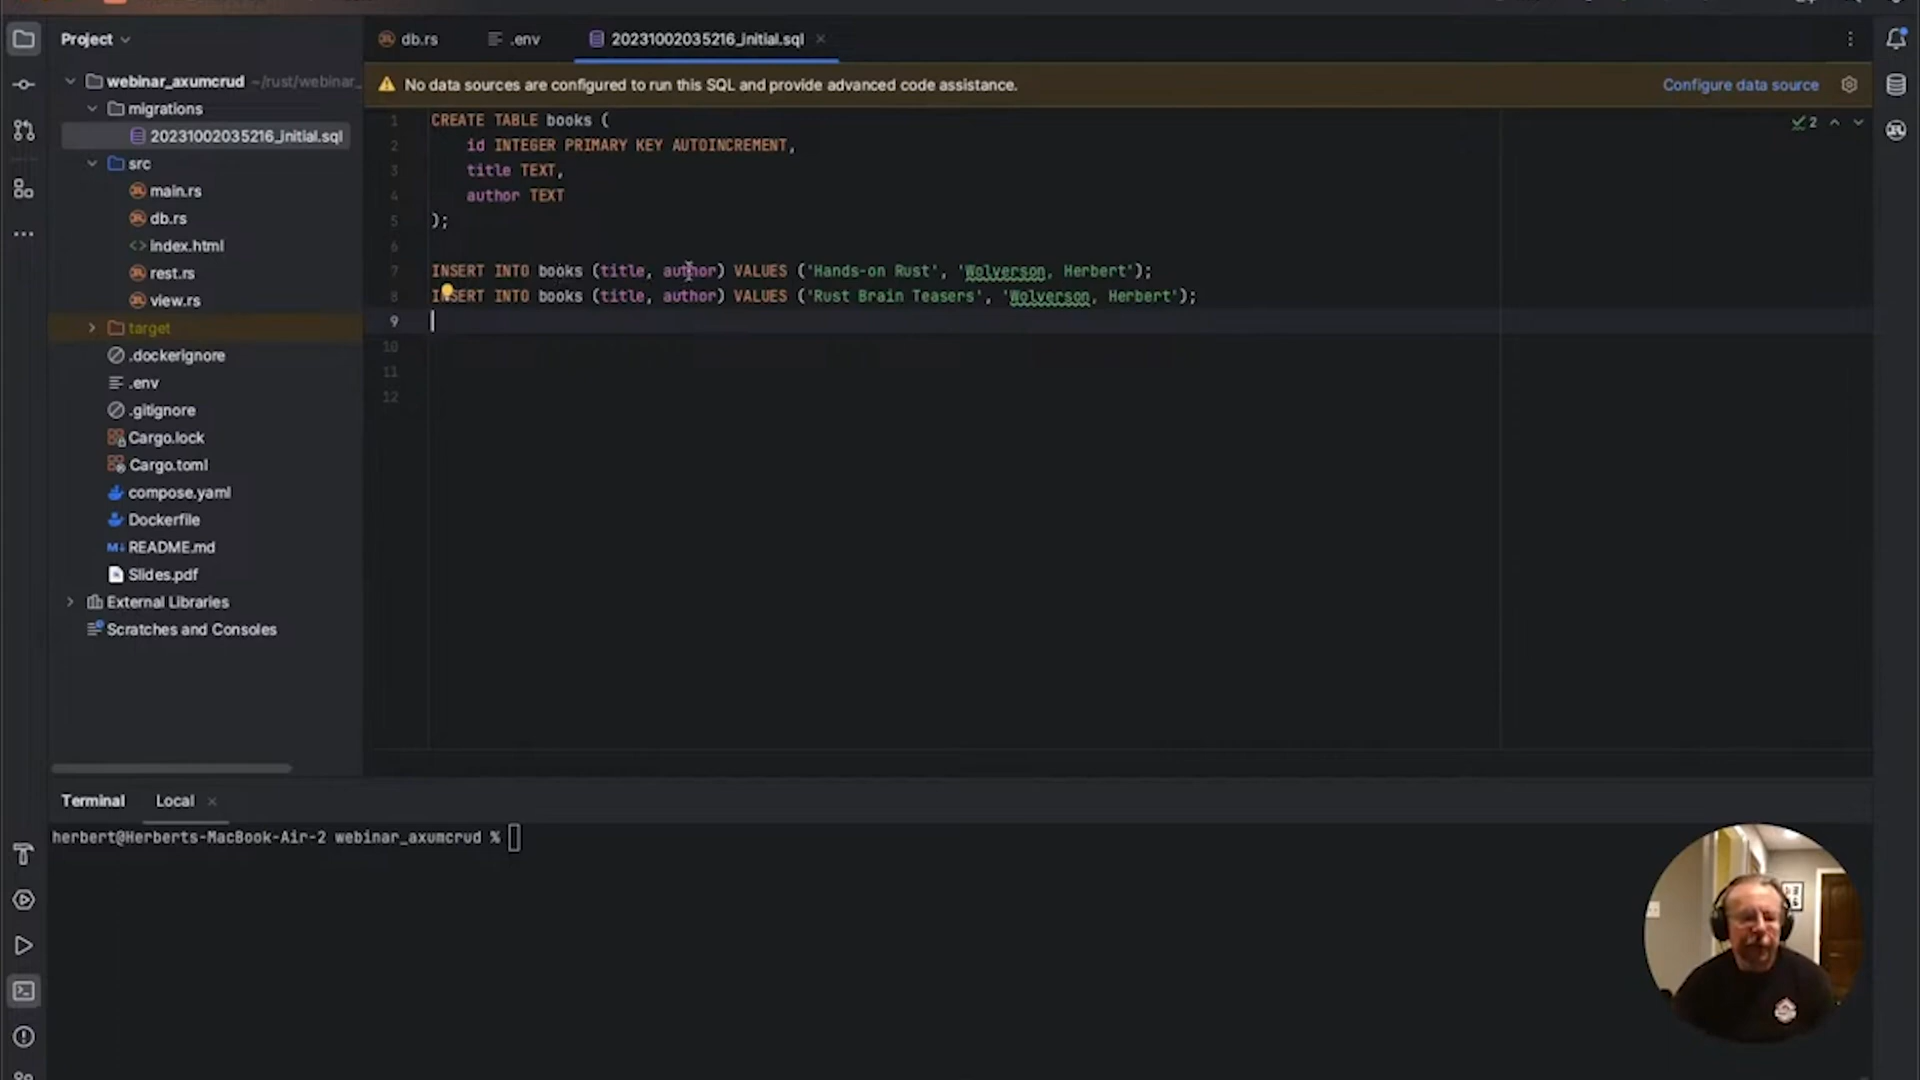 Project
db.rs
.env
20231002035216_initial.sql
webinar_axumcrud ~/rust/webinar_
migrations
20231002035216_initial.sql
src
main.rs
db.rs
index.html
rest.rs
view.rs
target
.dockerignore
.env
.gitignore
Cargo.lock
Cargo.toml
compose.yaml
Dockerfile
README.md
Slides.pdf
External Libraries
Scratches and Consoles
No data sources are configured to run this SQL and provide advanced code assistance.
Configure data source
2
1 CREATE TABLE books (
2 id INTEGER PRIMARY KEY AUTOINCREMENT,
3 title TEXT,
4 author TEXT
5 );
6
7 INSERT INTO books (title, author) VALUES ('Hands-on Rust', 'Wolverson, Herbert');
8 INSERT INTO books (title, author) VALUES ('Rust Brain Teasers', 'Wolverson, Herbert');
9
10
11
12
Terminal
Local
herbert@Herberts-MacBook-Air-2 webinar_axumcrud %